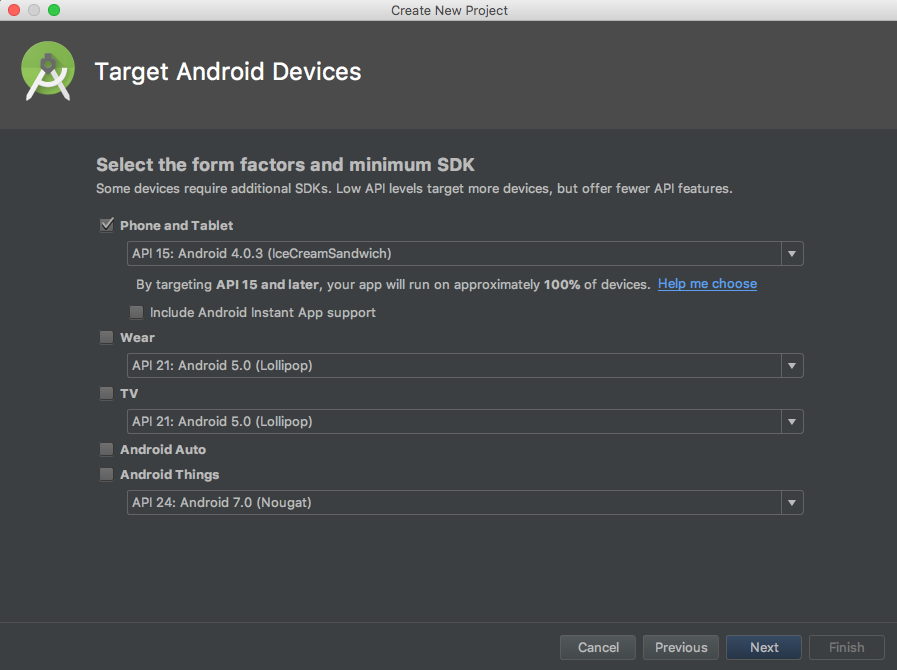 Create New Project
Target Android Devices
Select the form factors and minimum SDK
Some devices require additional SDKs. Low API levels target more devices, but offer fewer API features.
Phone and Tablet
API 15: Android 4.0.3 (IceCreamSandwich)
By targeting API 15 and later, your app will run on approximately 100% of devices. Help me choose
Include Android Instant App support
Wear
API 21: Android 5.0 (Lollipop)
TV
API 21: Android 5.0 (Lollipop)
Android Auto
Android Things
API 24: Android 7.0 (Nougat)
Cancel Previous Next Finish